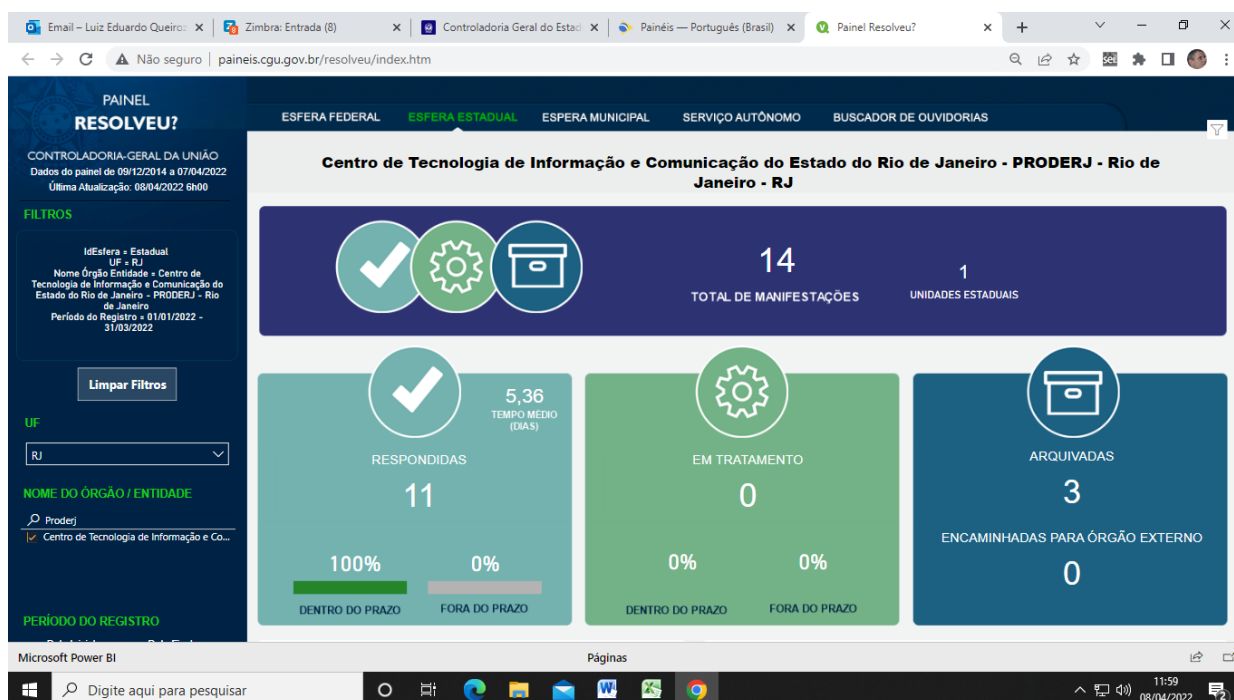 Email – Luiz Eduardo Queiroz
Zimbra: Entrada (8)
Controladoria Geral do Estad
Painéis — Português (Brasil)
Painel Resolveu?
Não seguro | paineis.cgu.gov.br/resolveu/index.htm
sei
PAINEL
RESOLVEU?
CONTROLADORIA-GERAL DA UNIÃO
Dados do painel de 09/12/2014 a 07/04/2022
Última Atualização: 08/04/2022 6h00
FILTROS
IdEsfera = Estadual
UF = RJ
Nome Órgão Entidade = Centro de
Tecnologia de Informação e Comunicação do
Estado do Rio de Janeiro - PRODERJ - Rio
de Janeiro
Período do Registro = 01/01/2022 -
31/03/2022
Limpar Filtros
UF
RJ
NOME DO ÓRGÃO / ENTIDADE
Proderj
Centro de Tecnologia de Informação e Co...
PERÍODO DO REGISTRO
ESFERA FEDERAL
ESFERA ESTADUAL
ESPERA MUNICIPAL
SERVIÇO AUTÔNOMO
BUSCADOR DE OUVIDORIAS
Centro de Tecnologia de Informação e Comunicação do Estado do Rio de Janeiro - PRODERJ - Rio de
Janeiro - RJ
14
TOTAL DE MANIFESTAÇÕES
1
UNIDADES ESTADUAIS
5,36
TEMPO MÉDIO
(DIAS)
RESPONDIDAS
11
100%
0%
DENTRO DO PRAZO
FORA DO PRAZO
EM TRATAMENTO
0
0%
0%
DENTRO DO PRAZO
FORA DO PRAZO
ARQUIVADAS
3
ENCAMINHADAS PARA ÓRGÃO EXTERNO
0
Microsoft Power BI
Páginas
Digite aqui para pesquisar
11:59
08/04/2022
2